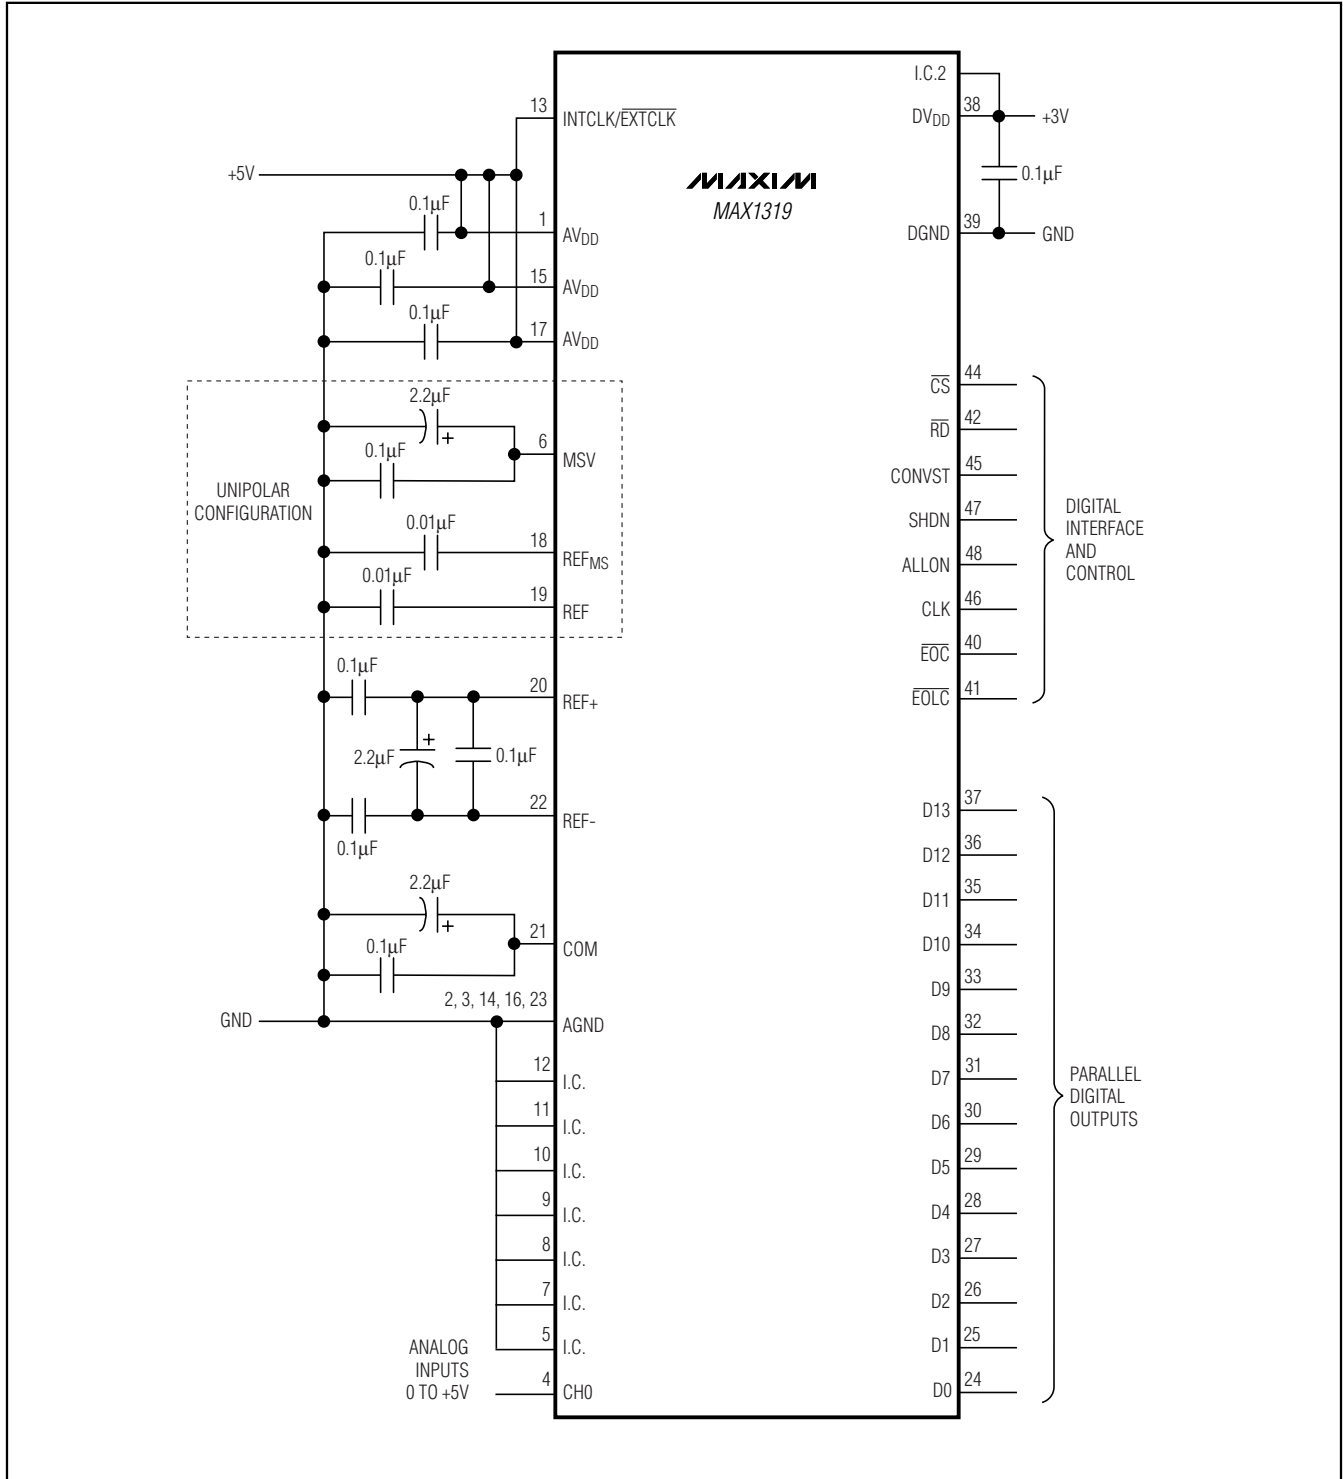 +5V
0.1µF
0.1µF
0.1µF
UNIPOLAR
CONFIGURATION
2.2µF
+
0.1µF
0.01µF
0.01µF
0.1µF
2.2µF
+
0.1µF
0.1µF
2.2µF
+
0.1µF
GND
ANALOG
INPUTS
0 TO +5V
13 INTCLK/EXTCLK
1 AVDD
15 AVDD
17 AVDD
6 MSV
18 REFMS
19 REF
20 REF+
22 REF-
21 COM
2, 3, 14, 16, 23 AGND
12 I.C.
11 I.C.
10 I.C.
9 I.C.
8 I.C.
7 I.C.
5 I.C.
4 CH0
MAXIM
MAX1319
I.C.2
DVDD 38 +3V
0.1µF
DGND 39 GND
CS 44
RD 42
CONVST 45
SHDN 47
ALLON 48
CLK 46
EOC 40
EOLC 41
DIGITAL
INTERFACE
AND
CONTROL
D13 37
D12 36
D11 35
D10 34
D9 33
D8 32
D7 31
D6 30
D5 29
D4 28
D3 27
D2 26
D1 25
D0 24
PARALLEL
DIGITAL
OUTPUTS